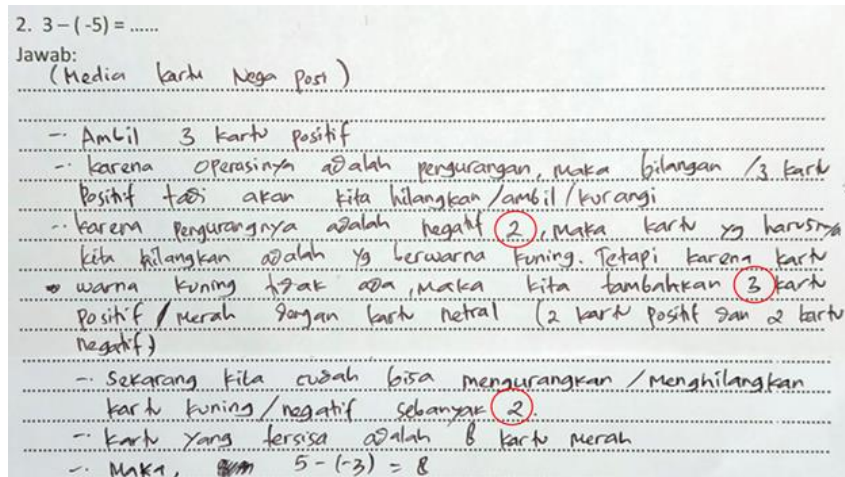 2. 3 – ( -5) = ......
Jawab:
(Media kartu Nega Posi)
-. Ambil 3 kartu positif
-. karena operasinya adalah pengurangan, maka bilangan /3 kartu
positif tadi akan kita hilangkan /ambil / kurangi
-. karena pengurangnya adalah negatif 2, maka kartu yg harusnya
kita hilangkan adalah yg berwarna kuning. Tetapi karena kartu
warna kuning tidak ada, maka kita tambahkan 3 kartu
positif / merah dengan kartu netral (2 kartu positif dan 2 kartu
negatif)
-. Sekarang kita sudah bisa mengurangkan / menghilangkan
kartu kuning/negatif sebanyak 2.
-. kartu yang tersisa adalah 8 kartu merah
-. Maka, 5 - (-3) = 8